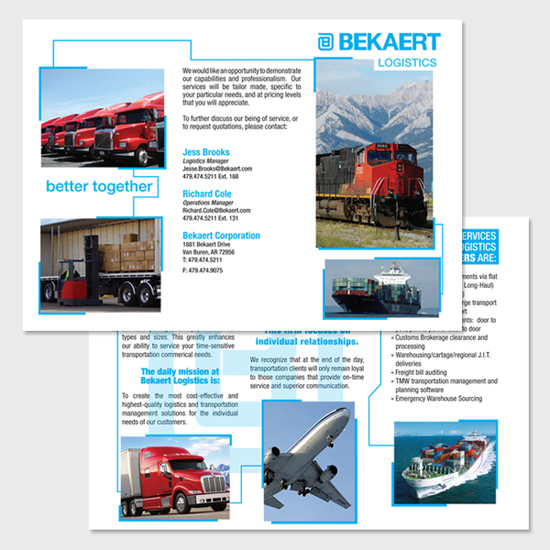 BEKAERT
LOGISTICS
We would like an opportunity to demonstrate
our capabilities and professionalism. Our
services will be tailor made, specific to
your particular needs, and at pricing levels
that you will appreciate.
To further discuss our being of service, or
to request quotations, please contact:
Jess Brooks
Logistics Manager
Jesse.Brooks@Bekaert.com
479.474.5211 Ext. 188
better together
Richard Cole
Operations Manager
Richard.Cole@Bekaert.com
479.474.5211 Ext. 131
Bekaert Corporation
1881 Bekaert Drive
Van Buren, AR 72956
T: 479.474.5211
F: 479.474.9075
types and sizes. This greatly enhances
our ability to service your time-sensitive
transportation commerical needs.
The daily mission at
Bekaert Logistics is:
To create the most cost-effective and
highest-quality logistics and transportation
management solutions for the individual
needs of our customers.
This firm focuses on
individual relationships.
We recognize that at the end of the day,
transportation clients will only remain loyal
to those companies that provide on-time
service and superior communication.
SERVICES
LOGISTICS
ERS ARE:
ments via flat
Long-Haul)
rge transport
port
ents: door to
to door
• Customs Brokerage clearance and
processing
• Warehousing/cartage/regional J.I.T.
deliveries
• Freight bill auditing
• TMW transportation management and
planning software
• Emergency Warehouse Sourcing